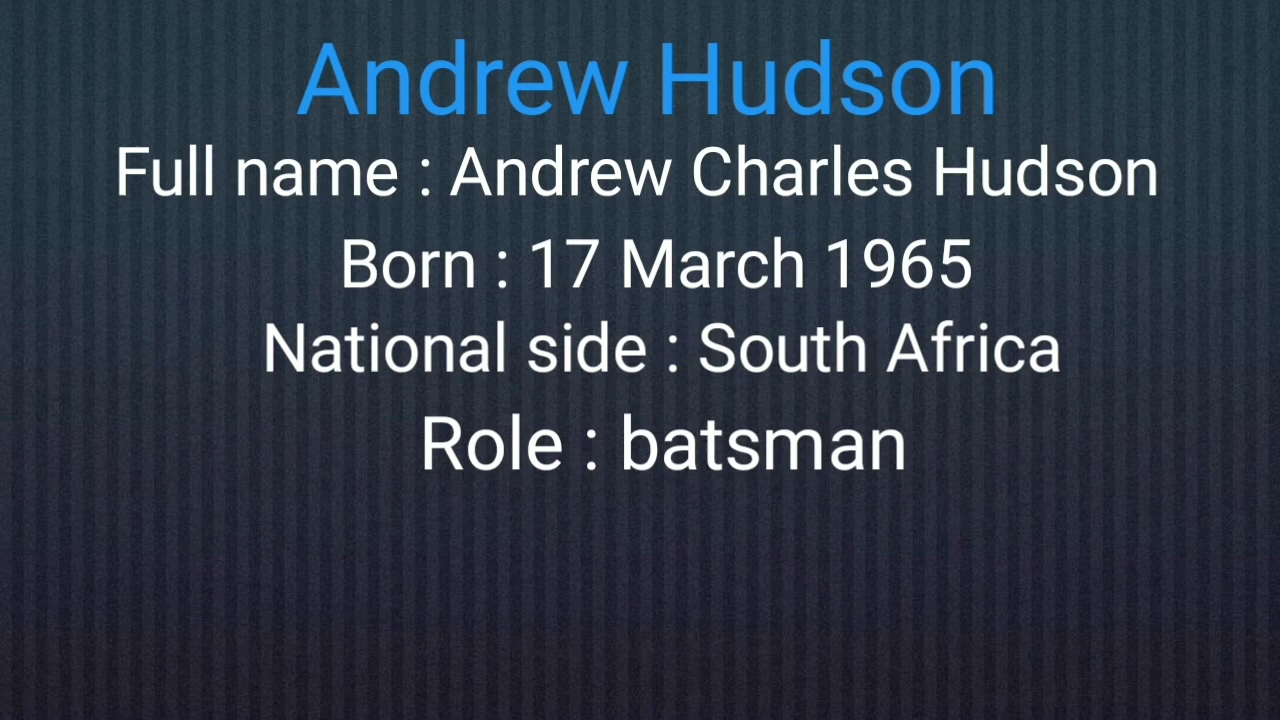 Andrew Hudson
Full name : Andrew Charles Hudson
Born : 17 March 1965
National side : South Africa
Role : batsman